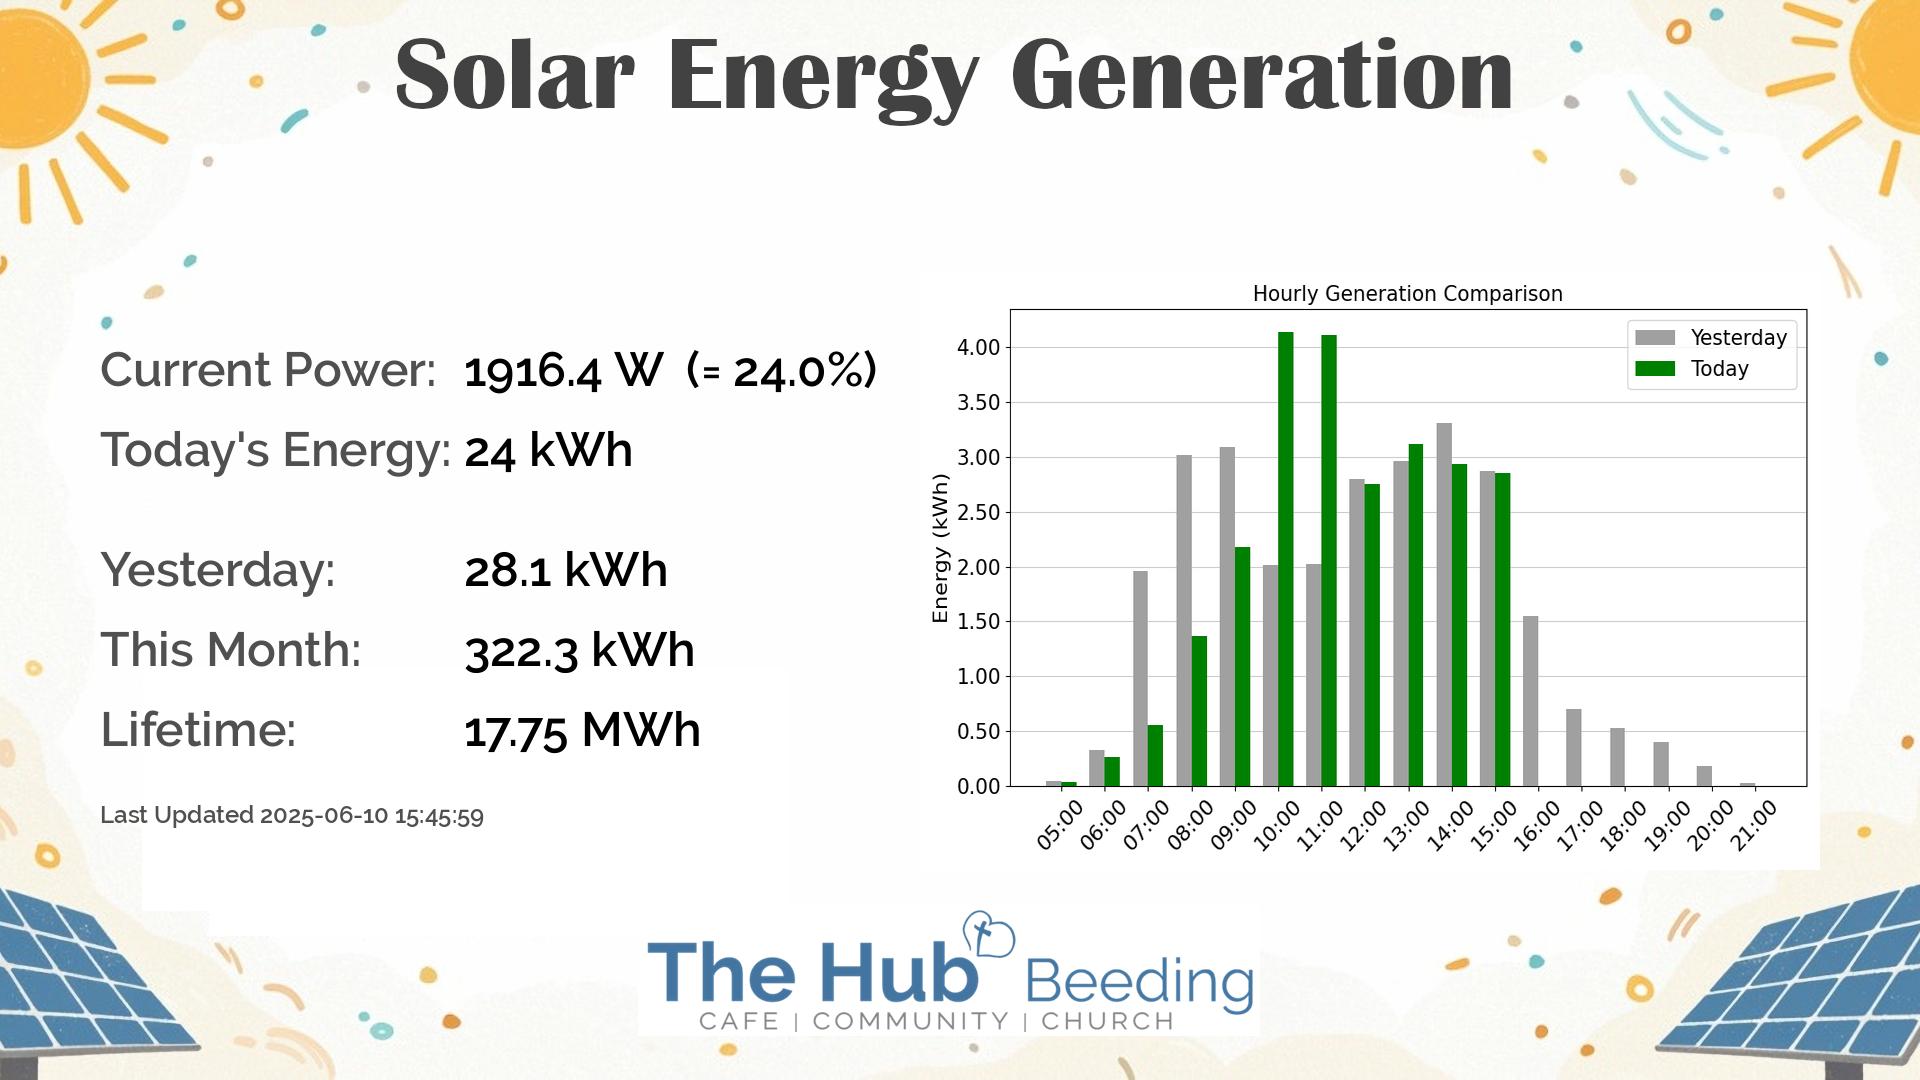 Solar Energy Generation
Current Power: 1916.4 W (= 24.0%)
Today's Energy: 24 kWh
Yesterday: 28.1 kWh
This Month: 322.3 kWh
Lifetime: 17.75 MWh
Last Updated 2025-06-10 15:45:59
Hourly Generation Comparison
Yesterday
Today
Energy (kWh)
4.00
3.50
3.00
2.50
2.00
1.50
1.00
0.50
0.00
05:00 06:00 07:00 08:00 09:00 10:00 11:00 12:00 13:00 14:00 15:00 16:00 17:00 18:00 19:00 20:00 21:00
The Hub Beeding
CAFE | COMMUNITY | CHURCH